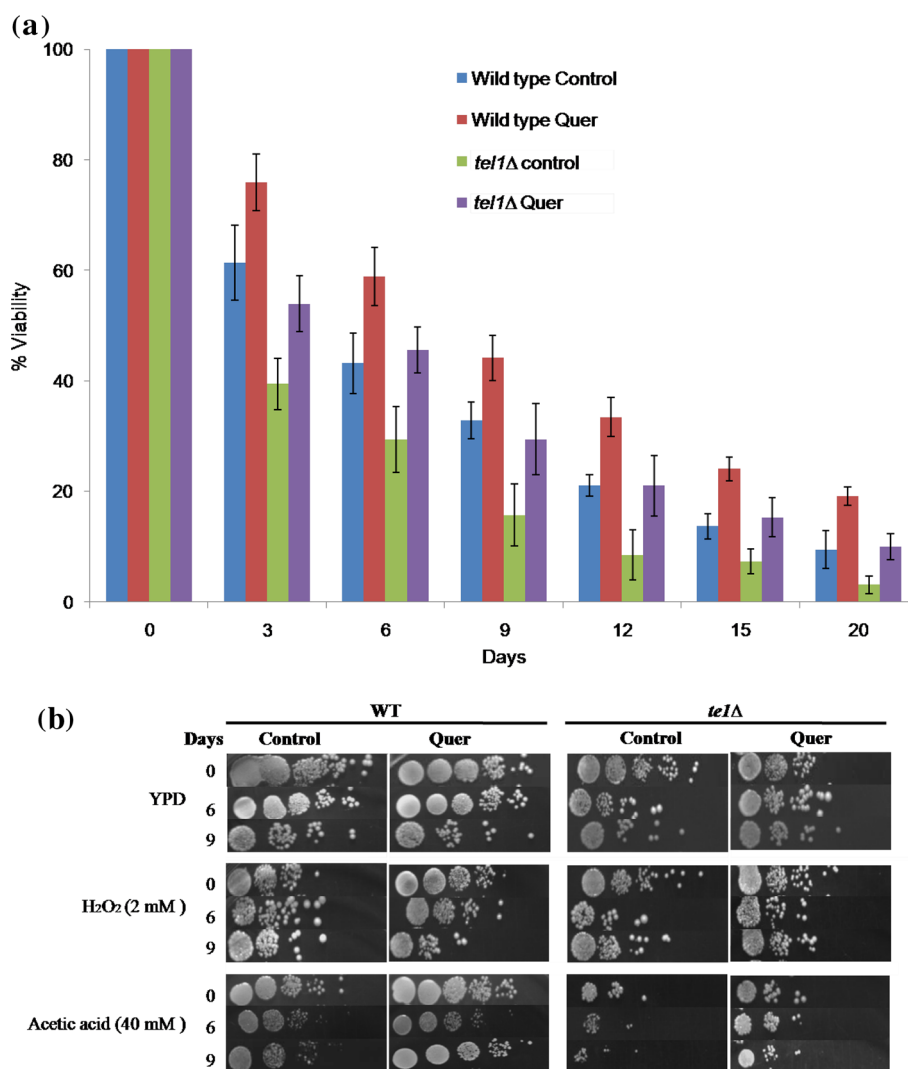 (a)
100
80
60
40
20
0
% Viability
Wild type Control
Wild type Quer
tel1Δ control
tel1Δ Quer
0 3 6 9 12 15 20
Days
(b)
WT te1Δ
Days Control Quer Control Quer
0
YPD 6
9
0
H2O2 (2 mM )
6
9
0
Acetic acid (40 mM ) 6
9